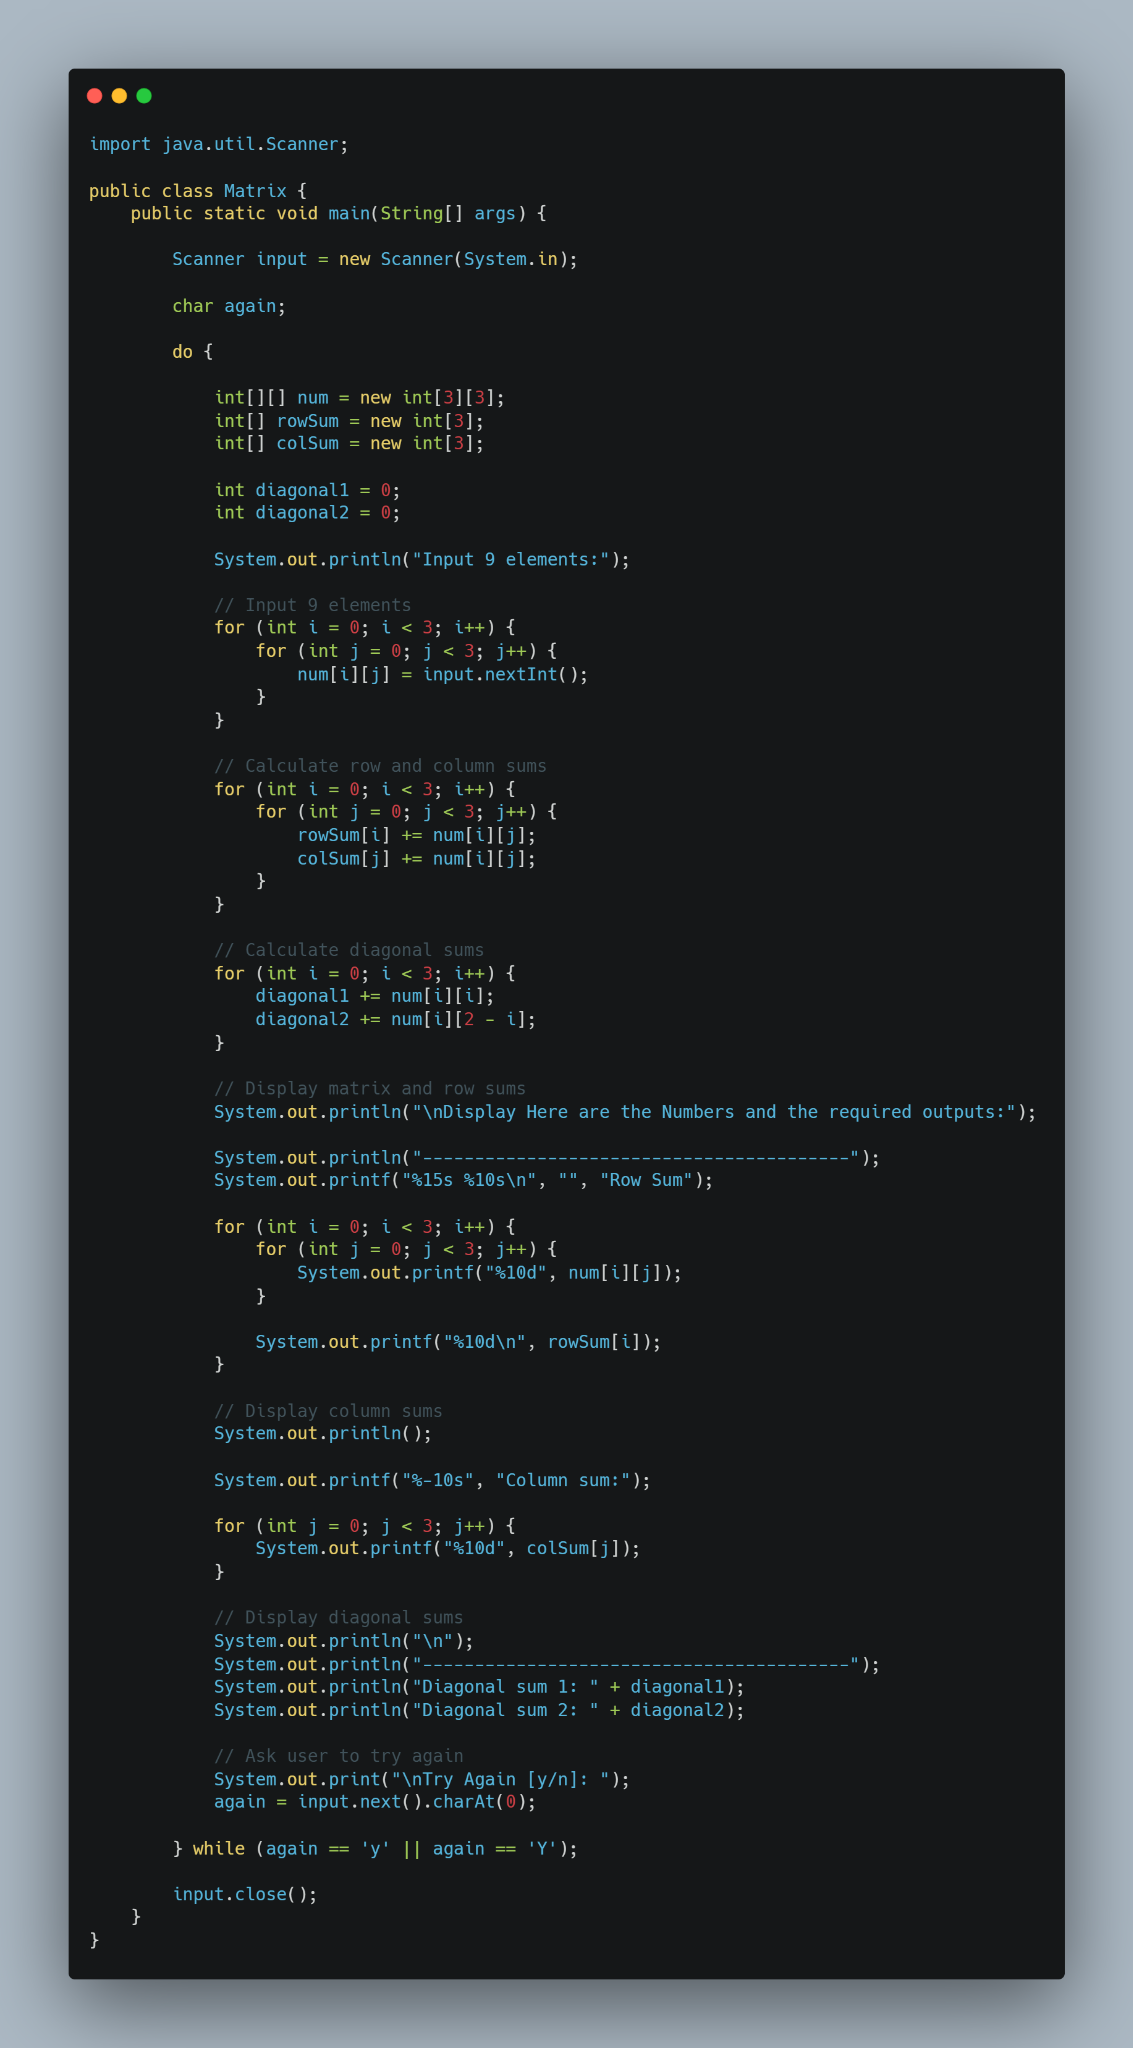 import java.util.Scanner;

public class Matrix {
    public static void main(String[] args) {

        Scanner input = new Scanner(System.in);

        char again;

        do {

            int[][] num = new int[3][3];
            int[] rowSum = new int[3];
            int[] colSum = new int[3];

            int diagonal1 = 0;
            int diagonal2 = 0;

            System.out.println("Input 9 elements:");

            // Input 9 elements
            for (int i = 0; i < 3; i++) {
                for (int j = 0; j < 3; j++) {
                    num[i][j] = input.nextInt();
                }
            }

            // Calculate row and column sums
            for (int i = 0; i < 3; i++) {
                for (int j = 0; j < 3; j++) {
                    rowSum[i] += num[i][j];
                    colSum[j] += num[i][j];
                }
            }

            // Calculate diagonal sums
            for (int i = 0; i < 3; i++) {
                diagonal1 += num[i][i];
                diagonal2 += num[i][2 - i];
            }

            // Display matrix and row sums
            System.out.println("\nDisplay Here are the Numbers and the required outputs:");

            System.out.println("-----------------------------------------");
            System.out.printf("%15s %10s\n", "", "Row Sum");

            for (int i = 0; i < 3; i++) {
                for (int j = 0; j < 3; j++) {
                    System.out.printf("%10d", num[i][j]);
                }

                System.out.printf("%10d\n", rowSum[i]);
            }

            // Display column sums
            System.out.println();

            System.out.printf("%-10s", "Column sum:");

            for (int j = 0; j < 3; j++) {
                System.out.printf("%10d", colSum[j]);
            }

            // Display diagonal sums
            System.out.println("\n");
            System.out.println("-----------------------------------------");
            System.out.println("Diagonal sum 1: " + diagonal1);
            System.out.println("Diagonal sum 2: " + diagonal2);

            // Ask user to try again
            System.out.print("\nTry Again [y/n]: ");
            again = input.next().charAt(0);

        } while (again == 'y' || again == 'Y');

        input.close();
    }
}